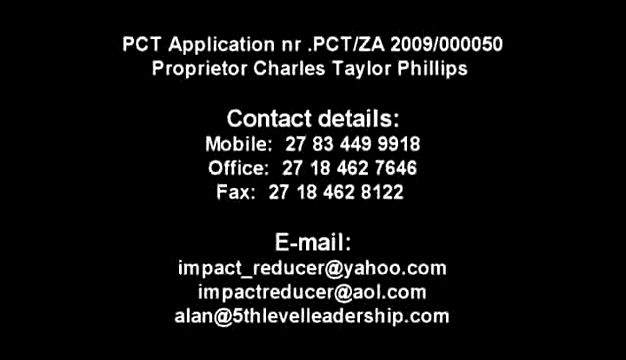 PCT Application nr .PCT/ZA 2009/000050
Proprietor Charles Taylor Phillips
Contact details:
Mobile: 27 83 449 9918
Office: 27 18 462 7646
Fax: 27 18 462 8122
E-mail:
impact_reducer@yahoo.com
impactreducer@aol.com
alan@5thlevelleadership.com